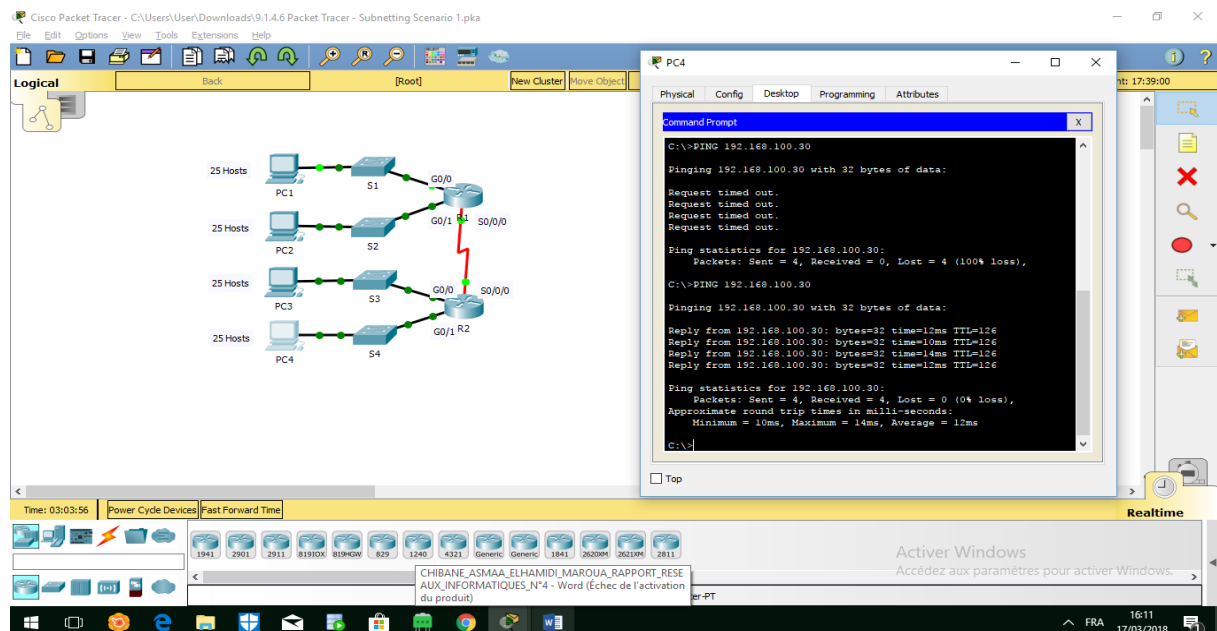 Cisco Packet Tracer - C:\Users\User\Downloads\9.1.4.6 Packet Tracer - Subnetting Scenario 1.pka
File Edit Options View Tools Extensions Help
Logical
Back
[Root]
New Cluster
Move Object
nt: 17:39:00
25 Hosts
PC1
S1
G0/0
R1
G0/1
S0/0/0
25 Hosts
PC2
S2
25 Hosts
PC3
S3
G0/0
S0/0/0
G0/1
R2
25 Hosts
PC4
S4
PC4
Physical Config Desktop Programming Attributes
Command Prompt
X
C:\>PING 192.168.100.30
Pinging 192.168.100.30 with 32 bytes of data:
Request timed out.
Request timed out.
Request timed out.
Request timed out.
Ping statistics for 192.168.100.30:
Packets: Sent = 4, Received = 0, Lost = 4 (100% loss),
C:\>PING 192.168.100.30
Pinging 192.168.100.30 with 32 bytes of data:
Reply from 192.168.100.30: bytes=32 time=12ms TTL=126
Reply from 192.168.100.30: bytes=32 time=10ms TTL=126
Reply from 192.168.100.30: bytes=32 time=14ms TTL=126
Reply from 192.168.100.30: bytes=32 time=12ms TTL=126
Ping statistics for 192.168.100.30:
Packets: Sent = 4, Received = 4, Lost = 0 (0% loss),
Approximate round trip times in milli-seconds:
Minimum = 10ms, Maximum = 14ms, Average = 12ms
C:\>
Top
Time: 03:03:56
Power Cycle Devices
Fast Forward Time
Realtime
1941 2901 2911 819IOX 819HGW 829 1240 4321 Generic Generic 1841 2620XM 2621XM 2811
CHIBANE_ASMAA_ELHAMIDI_MAROUA_RAPPORT_RESE
AUX_INFORMATIQUES_N°4 - Word (Échec de l'activation
du produit)
er-PT
Activer Windows
Accédez aux paramètres pour activer Windows.
FRA
16:11
17/03/2018